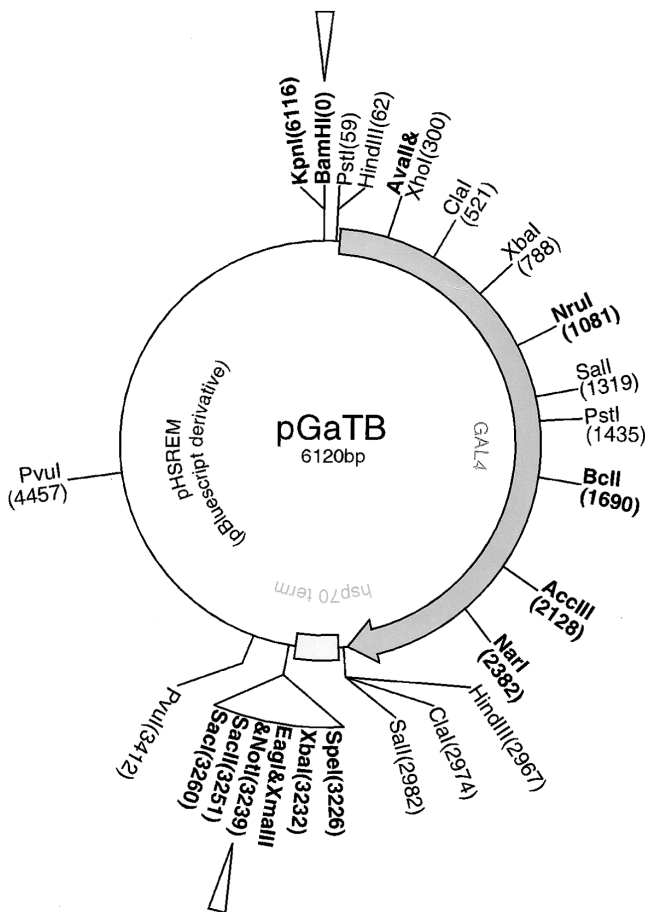 KpnI(6116)
BamHI(0)
PstI(59)
HindIII(62)
AvaII&
XhoI(300)
ClaI
(521)
XbaI
(788)
NruI
(1081)
SalI
(1319)
PstI
(1435)
BclI
(1690)
AccIII
(2128)
NarI
(2382)
HindIII(2967)
ClaI(2974)
SalI(2982)
SpeI(3226)
XbaI(3232)
EagI&XmaIII
&NotI(3239)
SacII(3251)
SacI(3260)
PvuI(3412)
PvuI
(4457)
pHSREM
(pBluescript derivative)
pGaTB
6120bp
GAL4
hsp70 term